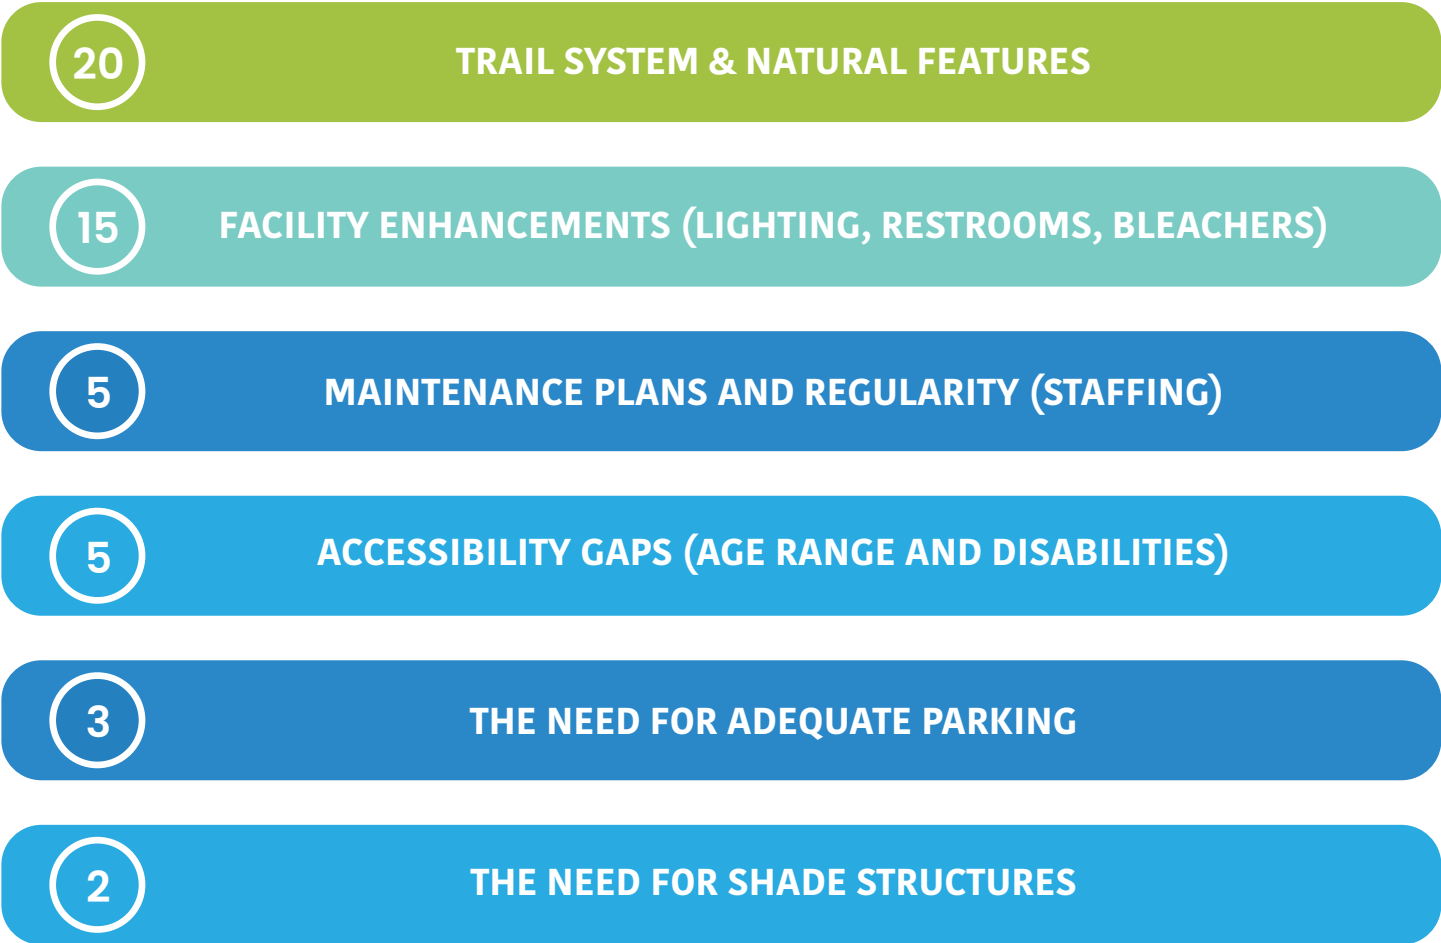 20 TRAIL SYSTEM & NATURAL FEATURES
15 FACILITY ENHANCEMENTS (LIGHTING, RESTROOMS, BLEACHERS)
5 MAINTENANCE PLANS AND REGULARITY (STAFFING)
5 ACCESSIBILITY GAPS (AGE RANGE AND DISABILITIES)
3 THE NEED FOR ADEQUATE PARKING
2 THE NEED FOR SHADE STRUCTURES